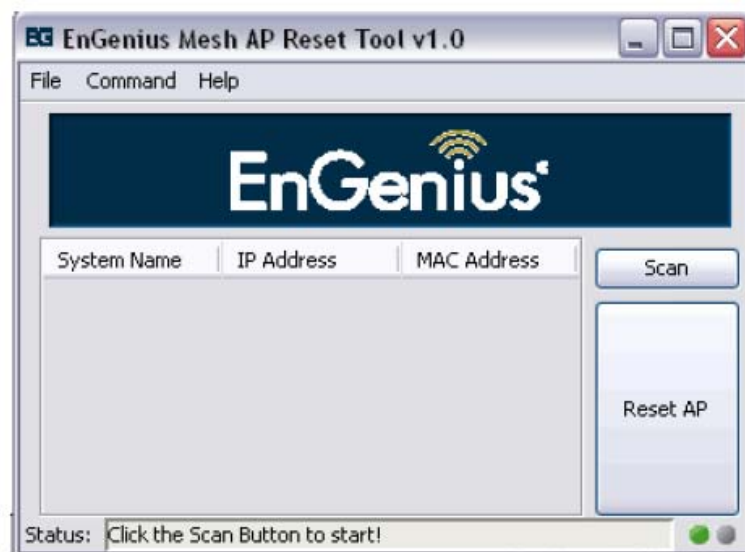 EG EnGenius Mesh AP Reset Tool v1.0
File Command Help
EnGenius
System Name IP Address MAC Address
Scan
Reset AP
Status: Click the Scan Button to start!